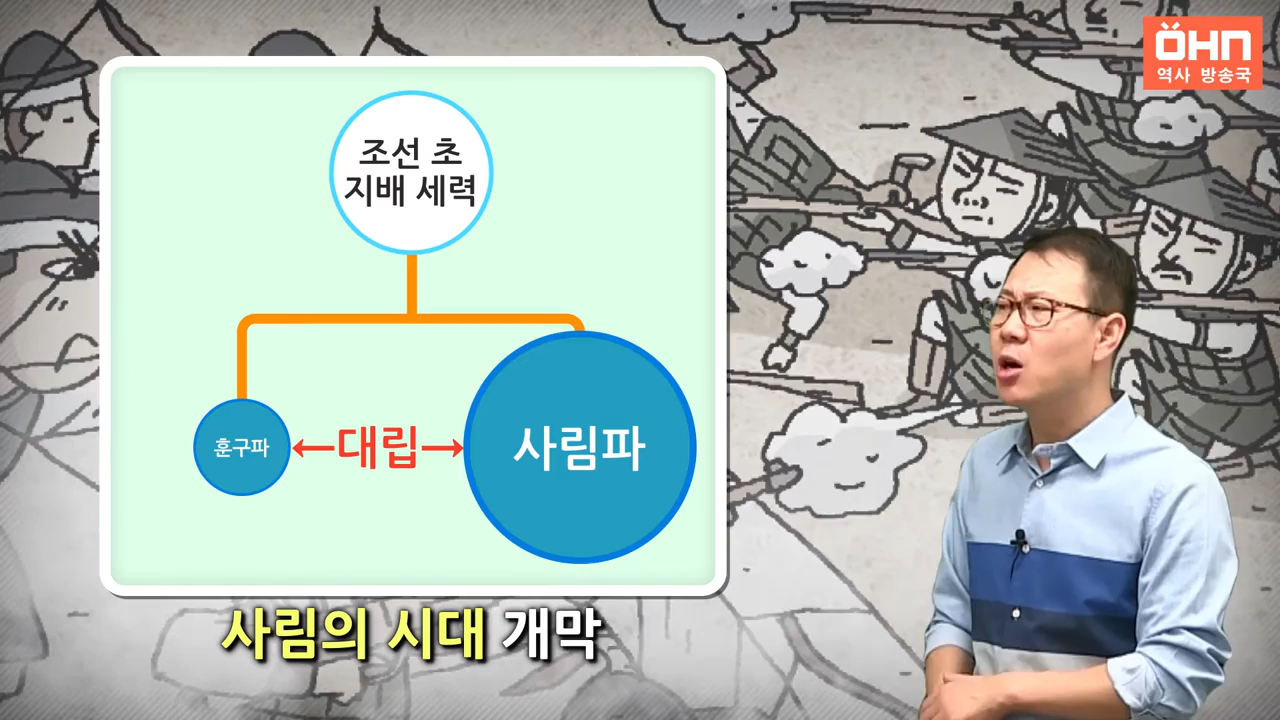 ÖHN
역사 방송국
조선 초
지배 세력
훈구파
←대립→
사림파
사림의 시대 개막